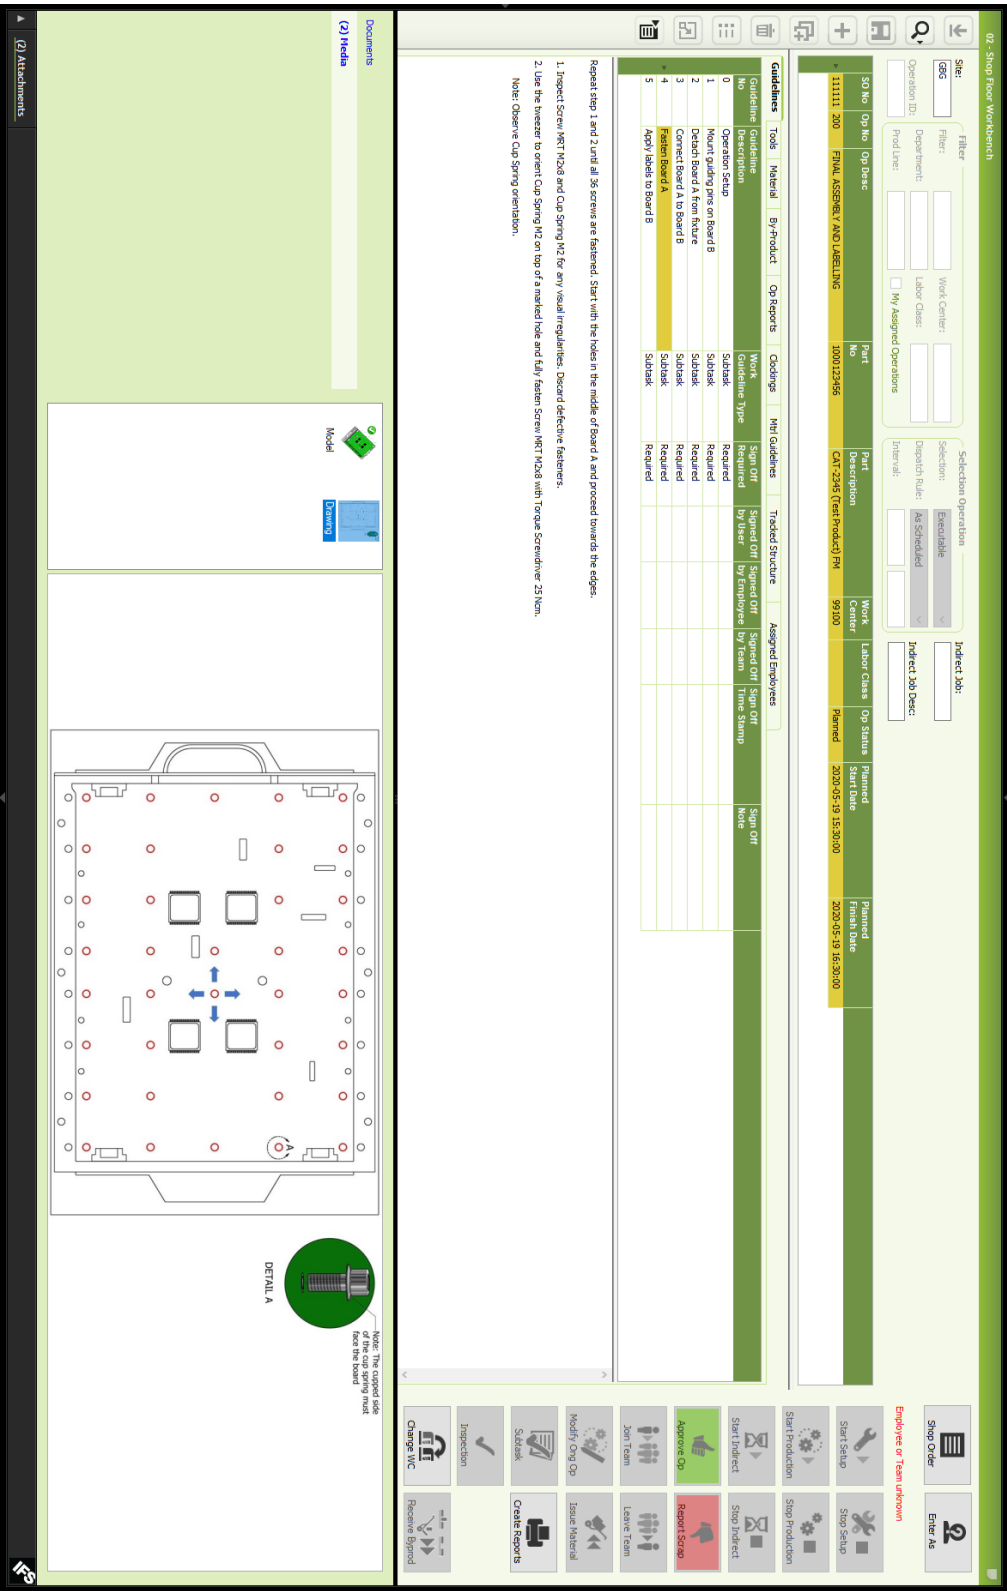 02 - Shop Floor Workbench
Site:
GBG
Operation ID:
Filter
Filter:
Department:
Prod Line:
Work Center:
Labor Class:
My Assigned Operations
Selection Operation
Selection:
Executable
Dispatch Rule:
As Scheduled
Interval:
Indirect Job:
Indirect Job Desc:
Shop Order
Enter As
Employee or Team unknown
SO No Op No Op Desc Part No Part Description Work Center Labor Class Op Status Planned Start Date Planned Finish Date
111111 200 FINAL ASSEMBLY AND LABELLING 1000123456 CAT-2345 (Test Product) FM 99100 Planned 2020-05-19 15:30:00 2020-05-19 16:30:00
Guidelines Tools Material By-Product Op Reports Clockings Mtrl Guidelines Tracked Structure Assigned Employees
Guideline No Guideline Description Work Guideline Type Sign Off Required Signed Off by User Signed Off by Employee Signed Off by Team Sign Off Time Stamp Sign Off Note
0 Operation Setup Subtask Required
1 Mount guiding pins on Board B Subtask Required
2 Detach Board A from fixture Subtask Required
3 Connect Board A to Board B Subtask Required
4 Fasten Board A Subtask Required
5 Apply labels to Board B Subtask Required
Repeat step 1 and 2 until all 36 screws are fastened. Start with the holes in the middle of Board A and proceed towards the edges.
1. Inspect Screw MRT M2x8 and Cup Spring M2 for any visual irregularities. Discard defective fasteners.
2. Use the tweezer to orient Cup Spring M2 on top of a marked hole and fully fasten Screw MRT M2x8 with Torque Screwdriver 25 Ncm.
Note: Observe Cup Spring orientation.
Start Setup
Stop Setup
Start Production
Stop Production
Start Indirect
Stop Indirect
Approve Op
Report Scrap
Join Team
Leave Team
Modify Ong Op
Issue Material
Subtask
Create Reports
Inspection
Change WC
Receive Byprod
Documents
(2) Media
Model
Drawing
A
DETAIL A
Note: The cupped side
of the cup spring must
face the board
(2) Attachments
IFS